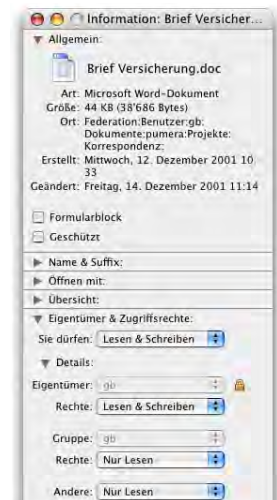 Information: Brief Versicher...
Allgemein:
Brief Versicherung.doc
Art: Microsoft Word-Dokument
Größe: 44 KB (38'686 Bytes)
Ort: Federation:Benutzer:gb:
Dokumente:pumera:Projekte:
Korrespondenz:
Erstellt: Mittwoch, 12. Dezember 2001 10
33
Geändert: Freitag, 14. Dezember 2001 11:14
Formularblock
Geschützt
Name & Suffix:
Öffnen mit:
Übersicht:
Eigentümer & Zugriffsrechte:
Sie dürfen: Lesen & Schreiben
Details:
Eigentümer: gb
Rechte: Lesen & Schreiben
Gruppe: gb
Rechte: Nur Lesen
Andere: Nur Lesen